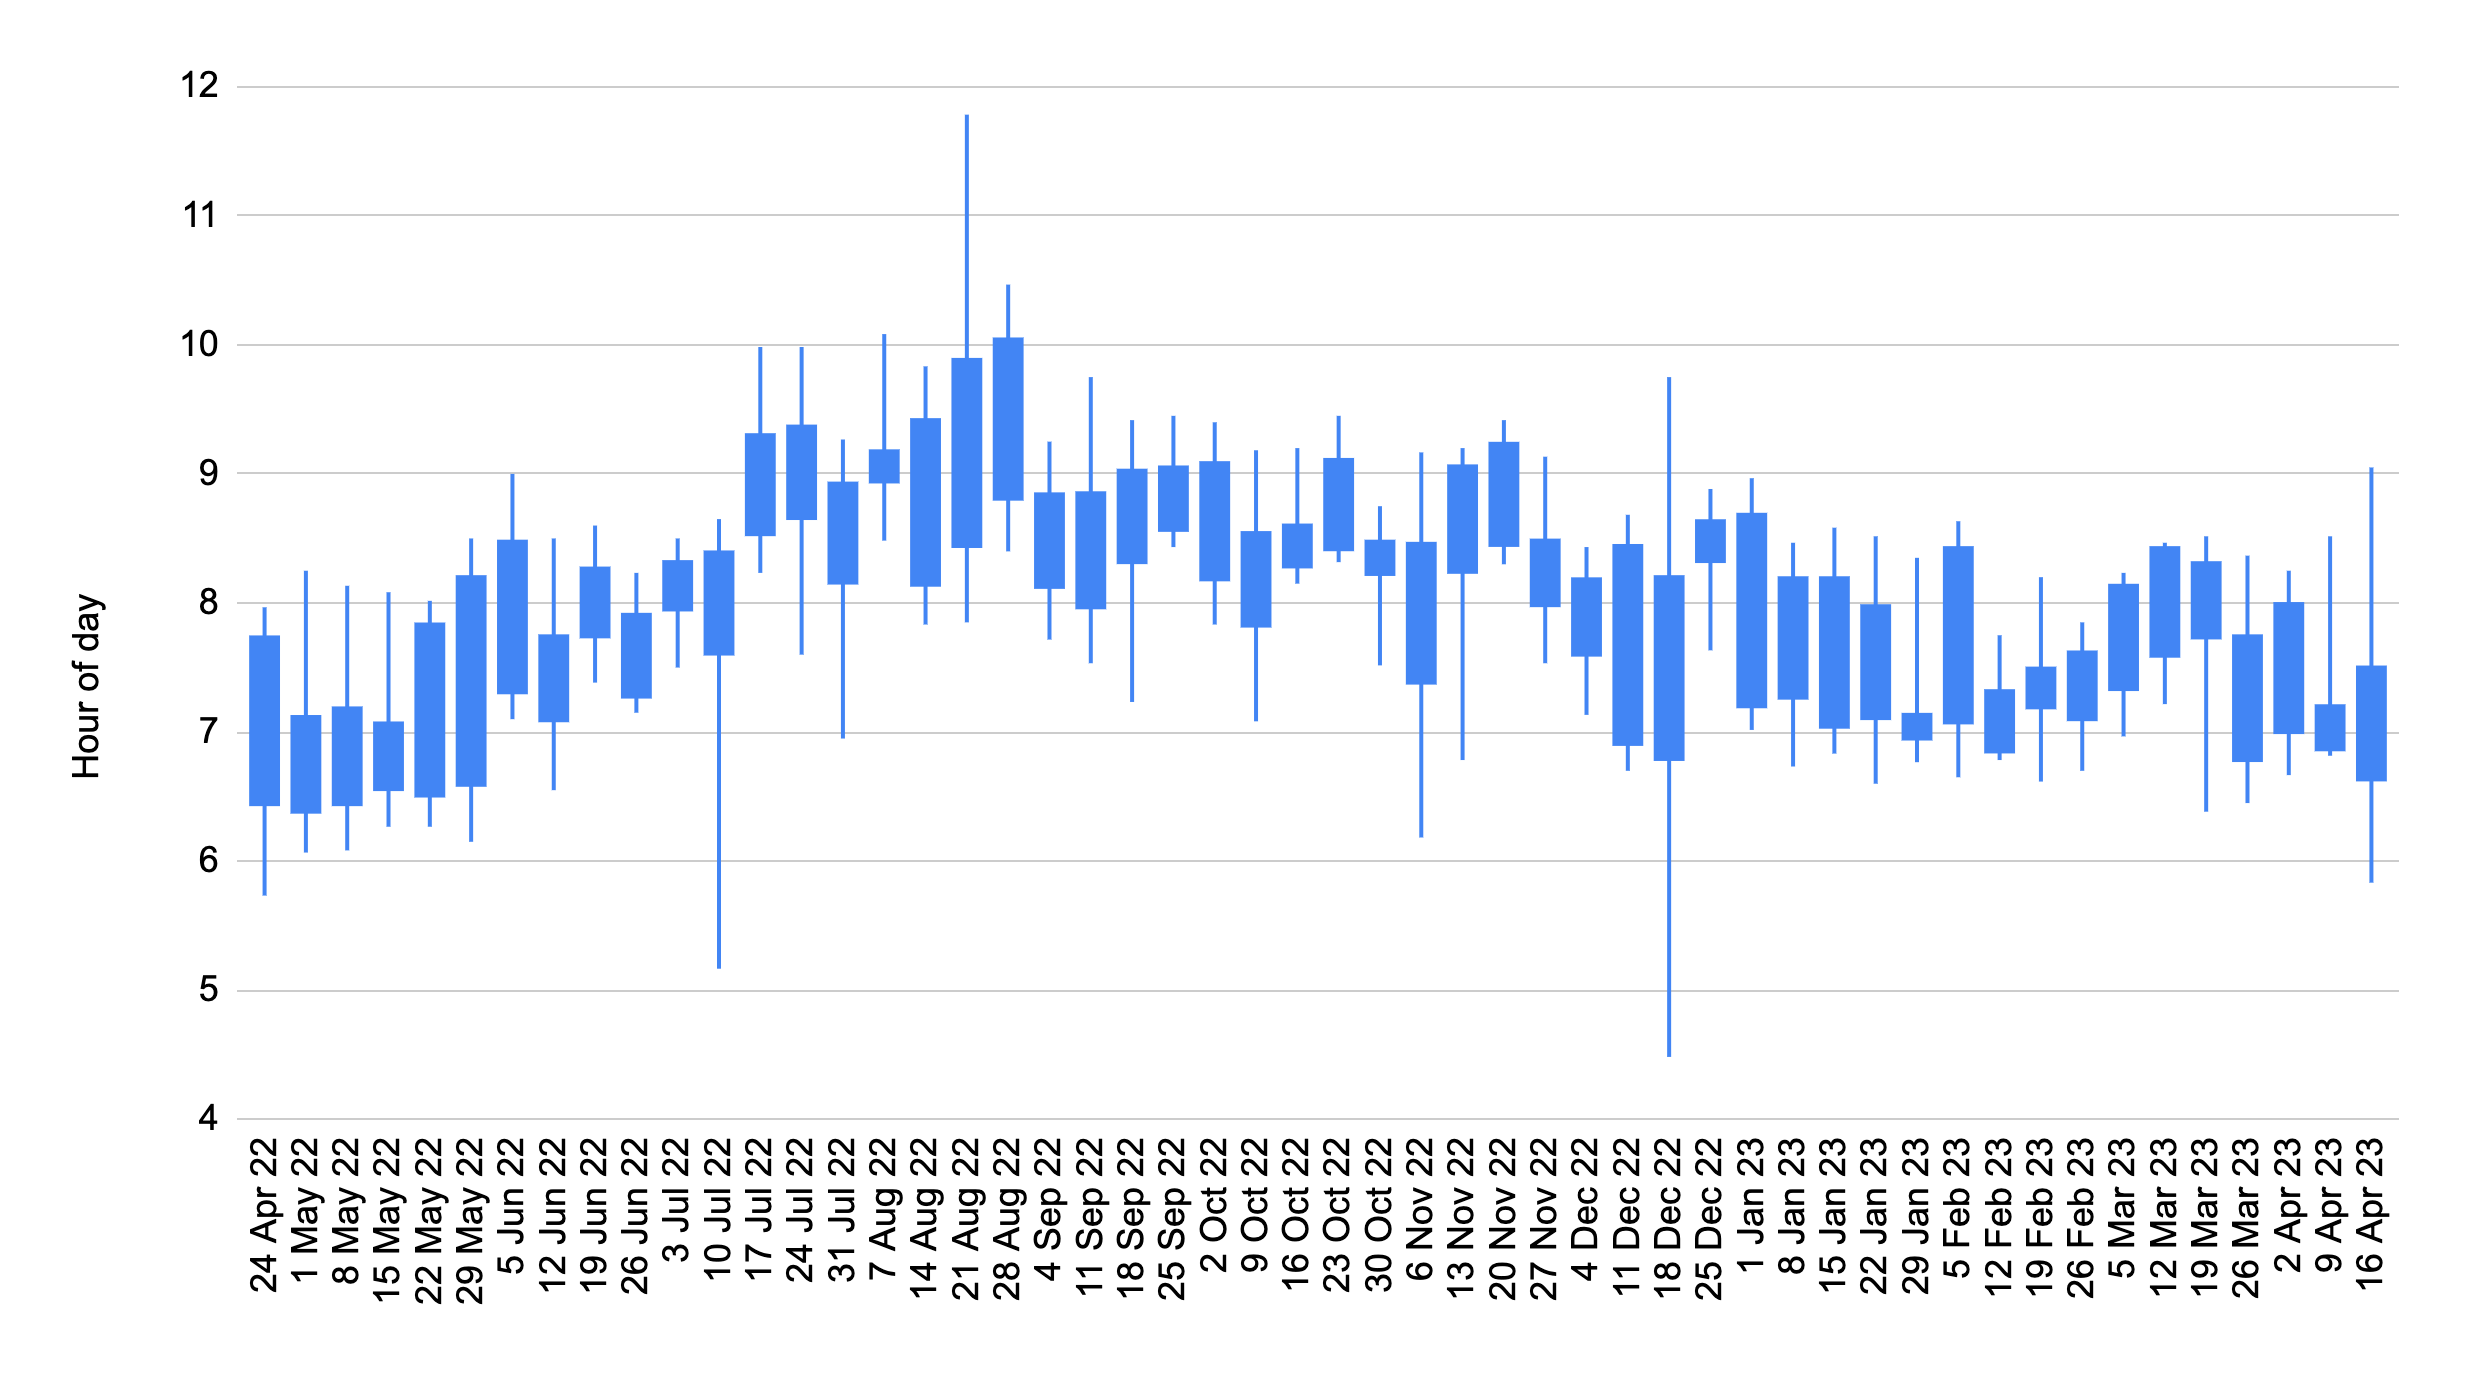 12
11
10
9
8
7
6
5
4
Hour of day
24 Apr 22
1 May 22
8 May 22
15 May 22
22 May 22
29 May 22
5 Jun 22
12 Jun 22
19 Jun 22
26 Jun 22
3 Jul 22
10 Jul 22
17 Jul 22
24 Jul 22
31 Jul 22
7 Aug 22
14 Aug 22
21 Aug 22
28 Aug 22
4 Sep 22
11 Sep 22
18 Sep 22
25 Sep 22
2 Oct 22
9 Oct 22
16 Oct 22
23 Oct 22
30 Oct 22
6 Nov 22
13 Nov 22
20 Nov 22
27 Nov 22
4 Dec 22
11 Dec 22
18 Dec 22
25 Dec 22
1 Jan 23
8 Jan 23
15 Jan 23
22 Jan 23
29 Jan 23
5 Feb 23
12 Feb 23
19 Feb 23
26 Feb 23
5 Mar 23
12 Mar 23
19 Mar 23
26 Mar 23
2 Apr 23
9 Apr 23
16 Apr 23